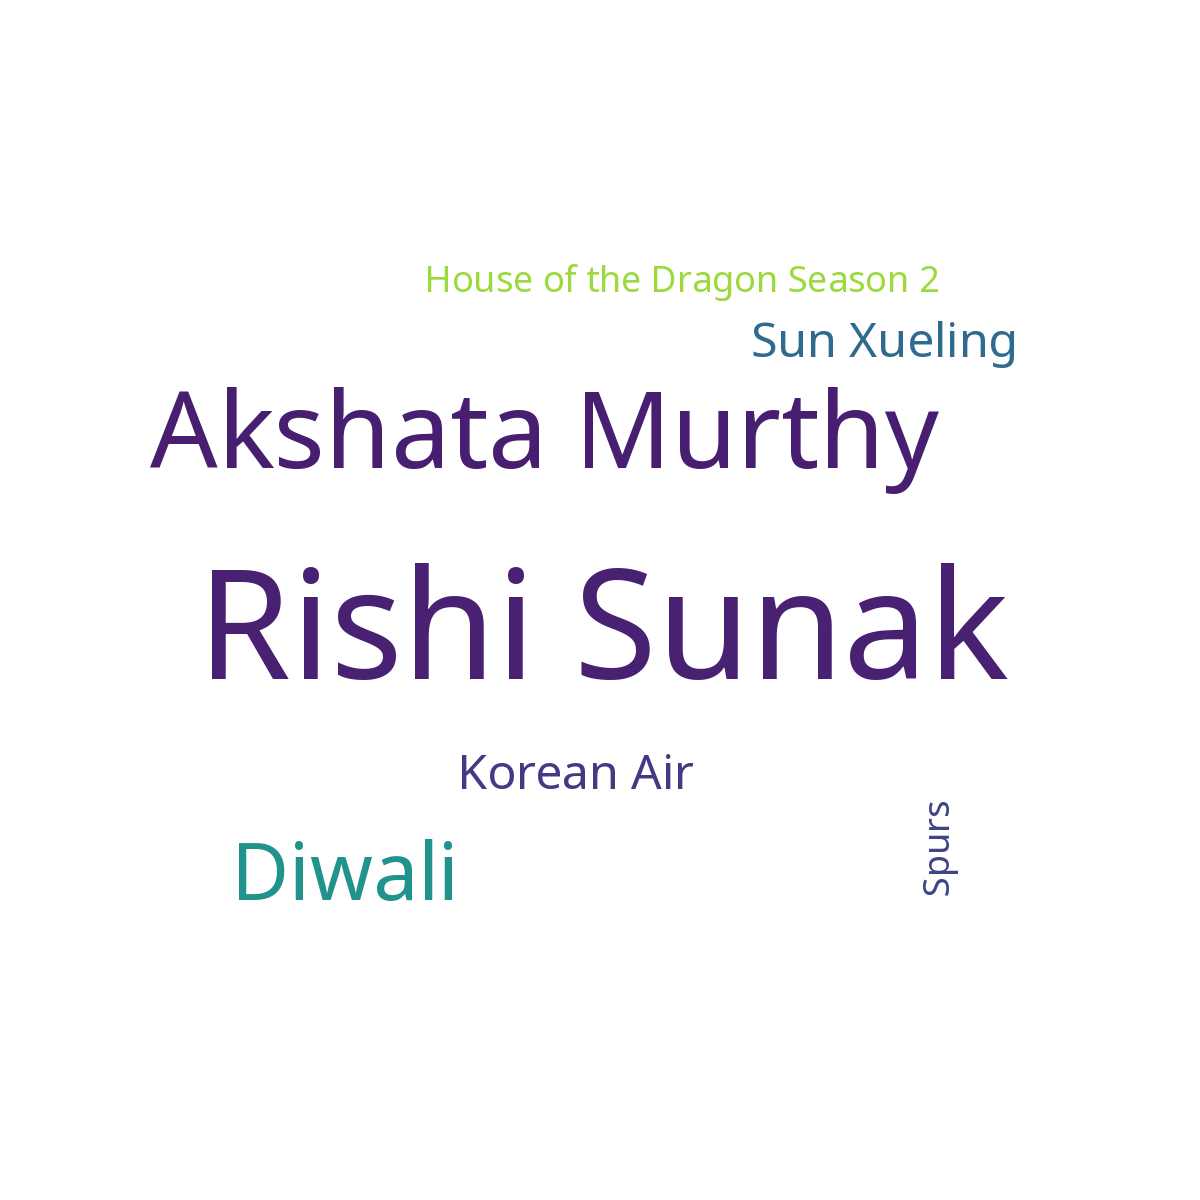 House of the Dragon Season 2
Sun Xueling
Akshata Murthy
Rishi Sunak
Korean Air
Spurs
Diwali